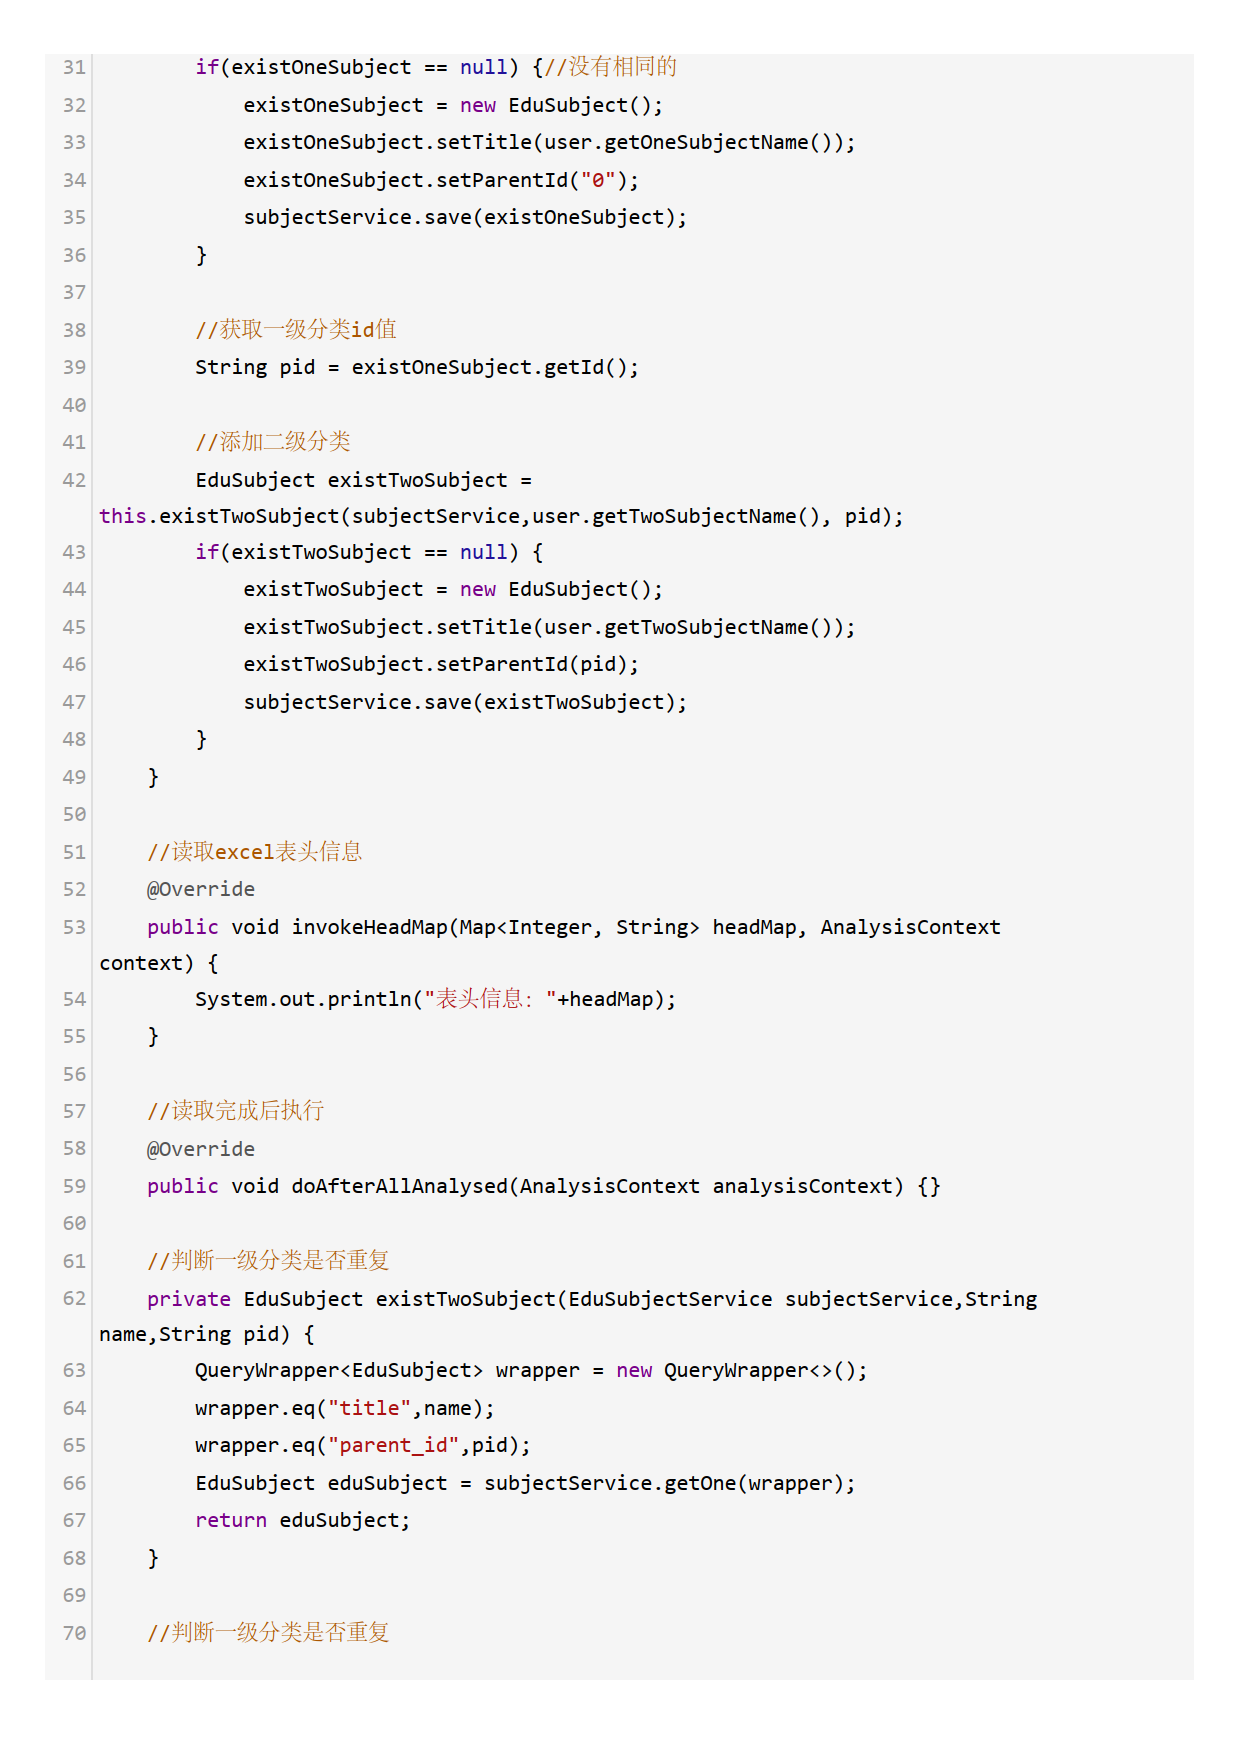 31         if(existOneSubject == null) {//没有相同的
32             existOneSubject = new EduSubject();
33             existOneSubject.setTitle(user.getOneSubjectName());
34             existOneSubject.setParentId("0");
35             subjectService.save(existOneSubject);
36         }
37
38         //获取一级分类id值
39         String pid = existOneSubject.getId();
40
41         //添加二级分类
42         EduSubject existTwoSubject =
this.existTwoSubject(subjectService,user.getTwoSubjectName(), pid);
43         if(existTwoSubject == null) {
44             existTwoSubject = new EduSubject();
45             existTwoSubject.setTitle(user.getTwoSubjectName());
46             existTwoSubject.setParentId(pid);
47             subjectService.save(existTwoSubject);
48         }
49     }
50
51     //读取excel表头信息
52     @Override
53     public void invokeHeadMap(Map<Integer, String> headMap, AnalysisContext
context) {
54         System.out.println("表头信息："+headMap);
55     }
56
57     //读取完成后执行
58     @Override
59     public void doAfterAllAnalysed(AnalysisContext analysisContext) {}
60
61     //判断一级分类是否重复
62     private EduSubject existTwoSubject(EduSubjectService subjectService,String
name,String pid) {
63         QueryWrapper<EduSubject> wrapper = new QueryWrapper<>();
64         wrapper.eq("title",name);
65         wrapper.eq("parent_id",pid);
66         EduSubject eduSubject = subjectService.getOne(wrapper);
67         return eduSubject;
68     }
69
70     //判断一级分类是否重复